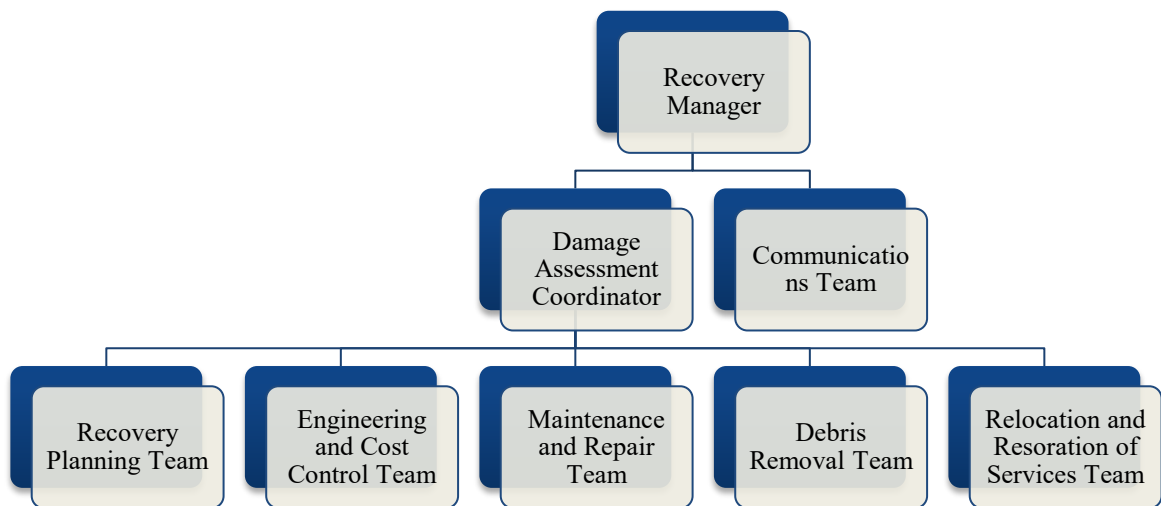 Recovery
Manager
Damage
Assessment
Coordinator
Communicatio
ns Team
Recovery
Planning Team
Engineering
and Cost
Control Team
Maintenance
and Repair
Team
Debris
Removal Team
Relocation and
Resoration of
Services Team